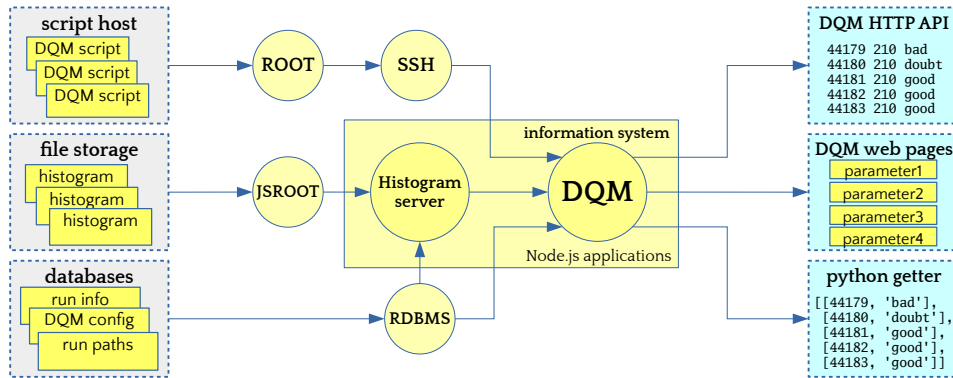 script host
DQM script
DQM script
DQM script
ROOT
SSH
DQM HTTP API
44179 210 bad
44180 210 doubt
44181 210 good
44182 210 good
44183 210 good
file storage
histogram
histogram
histogram
JSROOT
information system
Histogram
server
DQM
Node.js applications
DQM web pages
parameter1
parameter2
parameter3
parameter4
databases
run info
DQM config
run paths
RDBMS
python getter
[[44179, 'bad'],
[44180, 'doubt'],
[44181, 'good'],
[44182, 'good'],
[44183, 'good']]